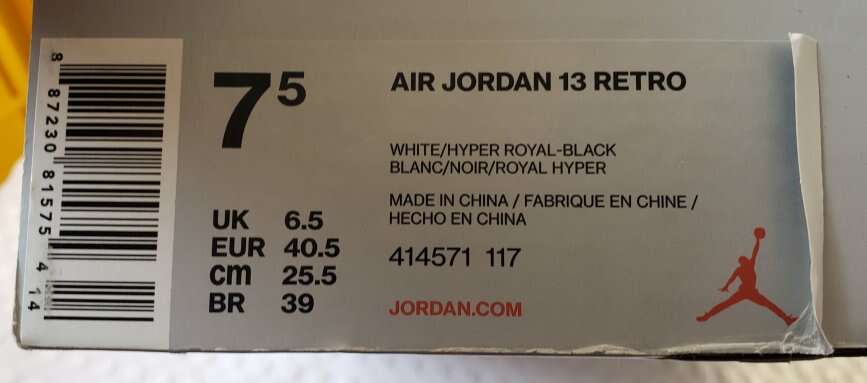 8 87230 81575 4 14
7 5
AIR JORDAN 13 RETRO
WHITE/HYPER ROYAL-BLACK
BLANC/NOIR/ROYAL HYPER
MADE IN CHINA / FABRIQUE EN CHINE /
HECHO EN CHINA
UK 6.5
EUR 40.5
cm 25.5
BR 39
414571 117
JORDAN.COM